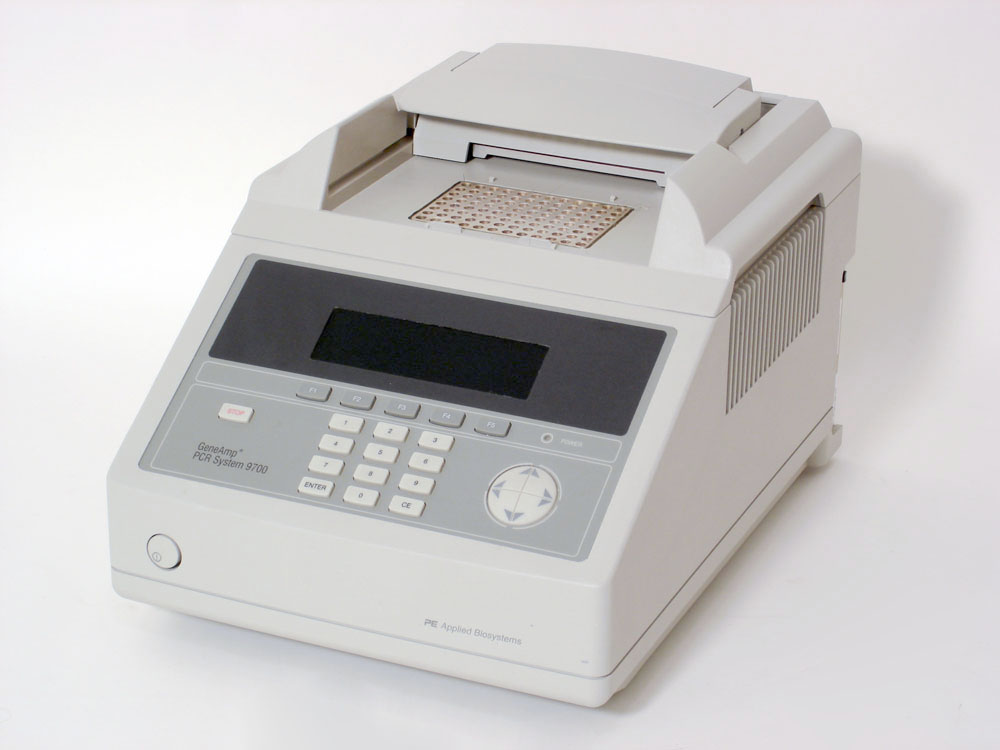 F1 F2 F3 F4 F5
STOP
POWER
1 2 3
4 5 6
7 8 9
ENTER 0 CE
GeneAmp®
PCR System 9700
PE Applied Biosystems